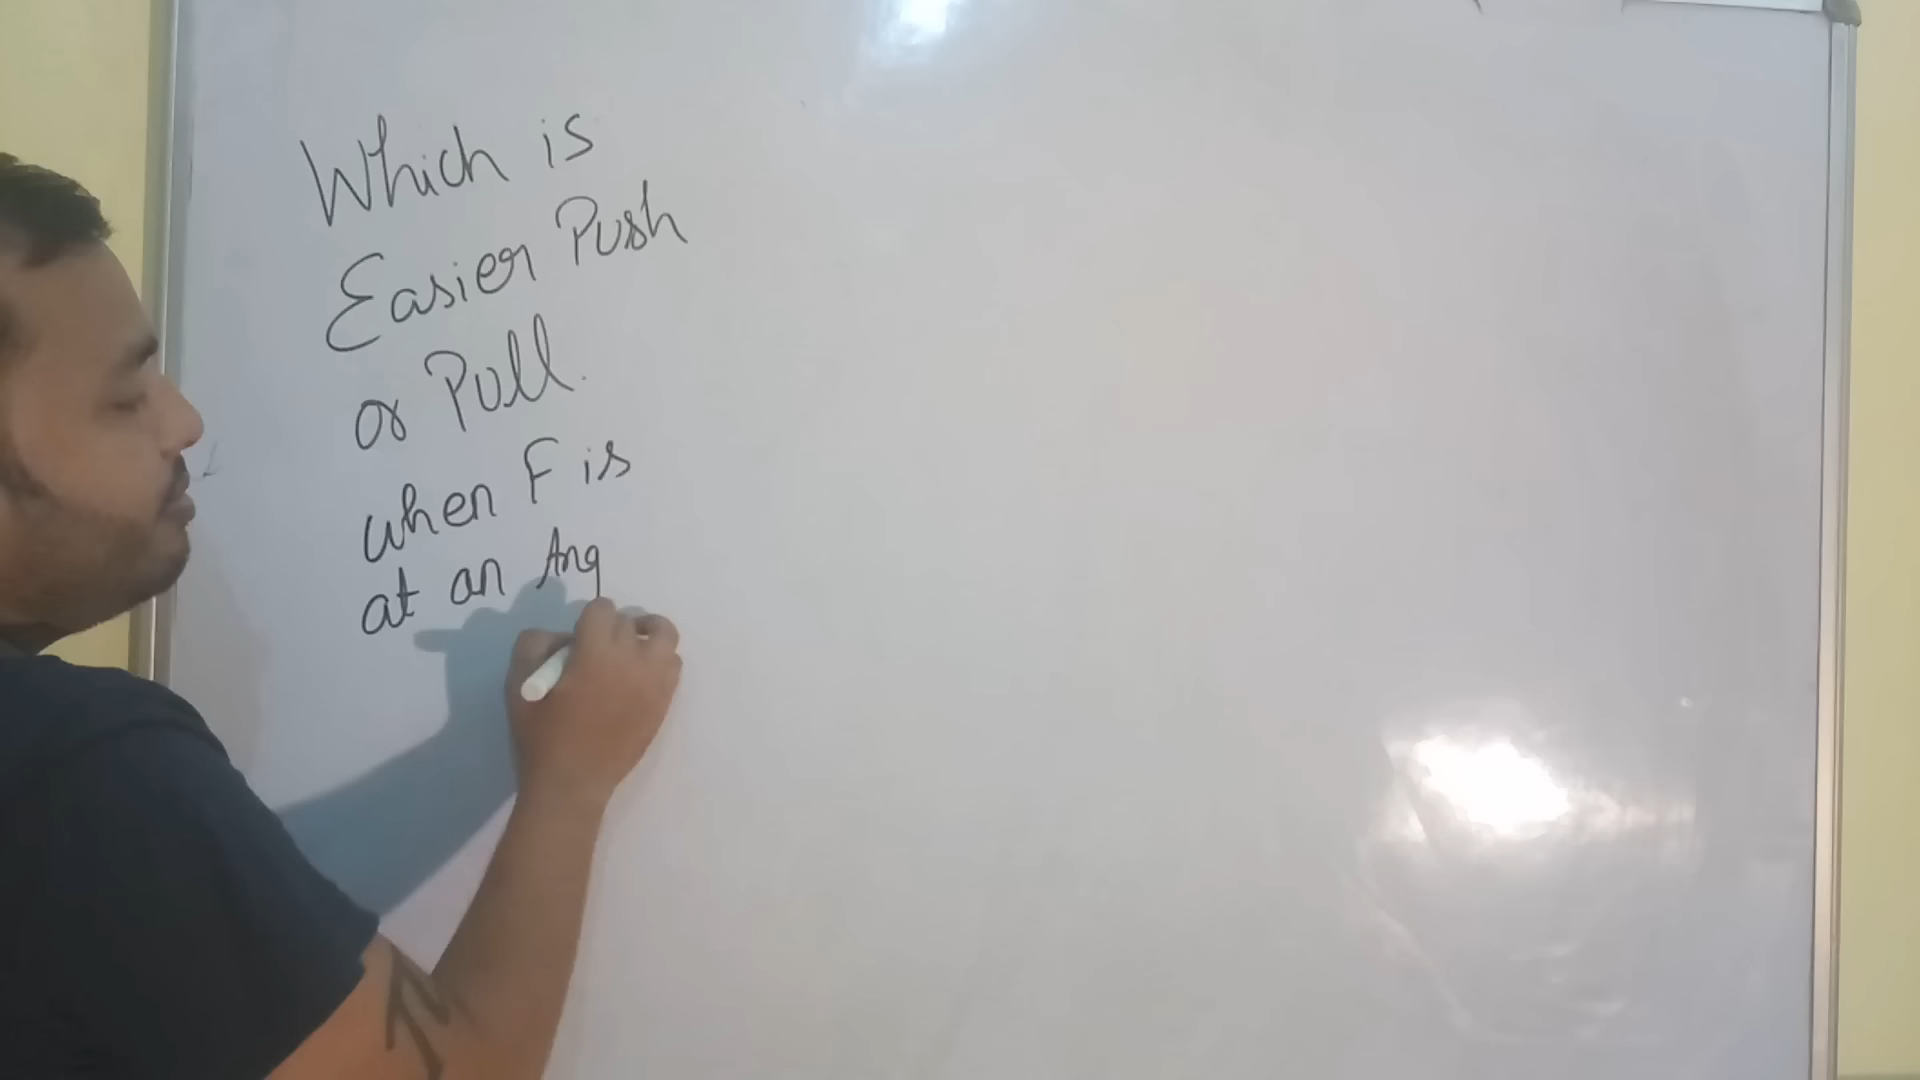 Which is
Easier Push
or Pull.
when F is
at an Ang